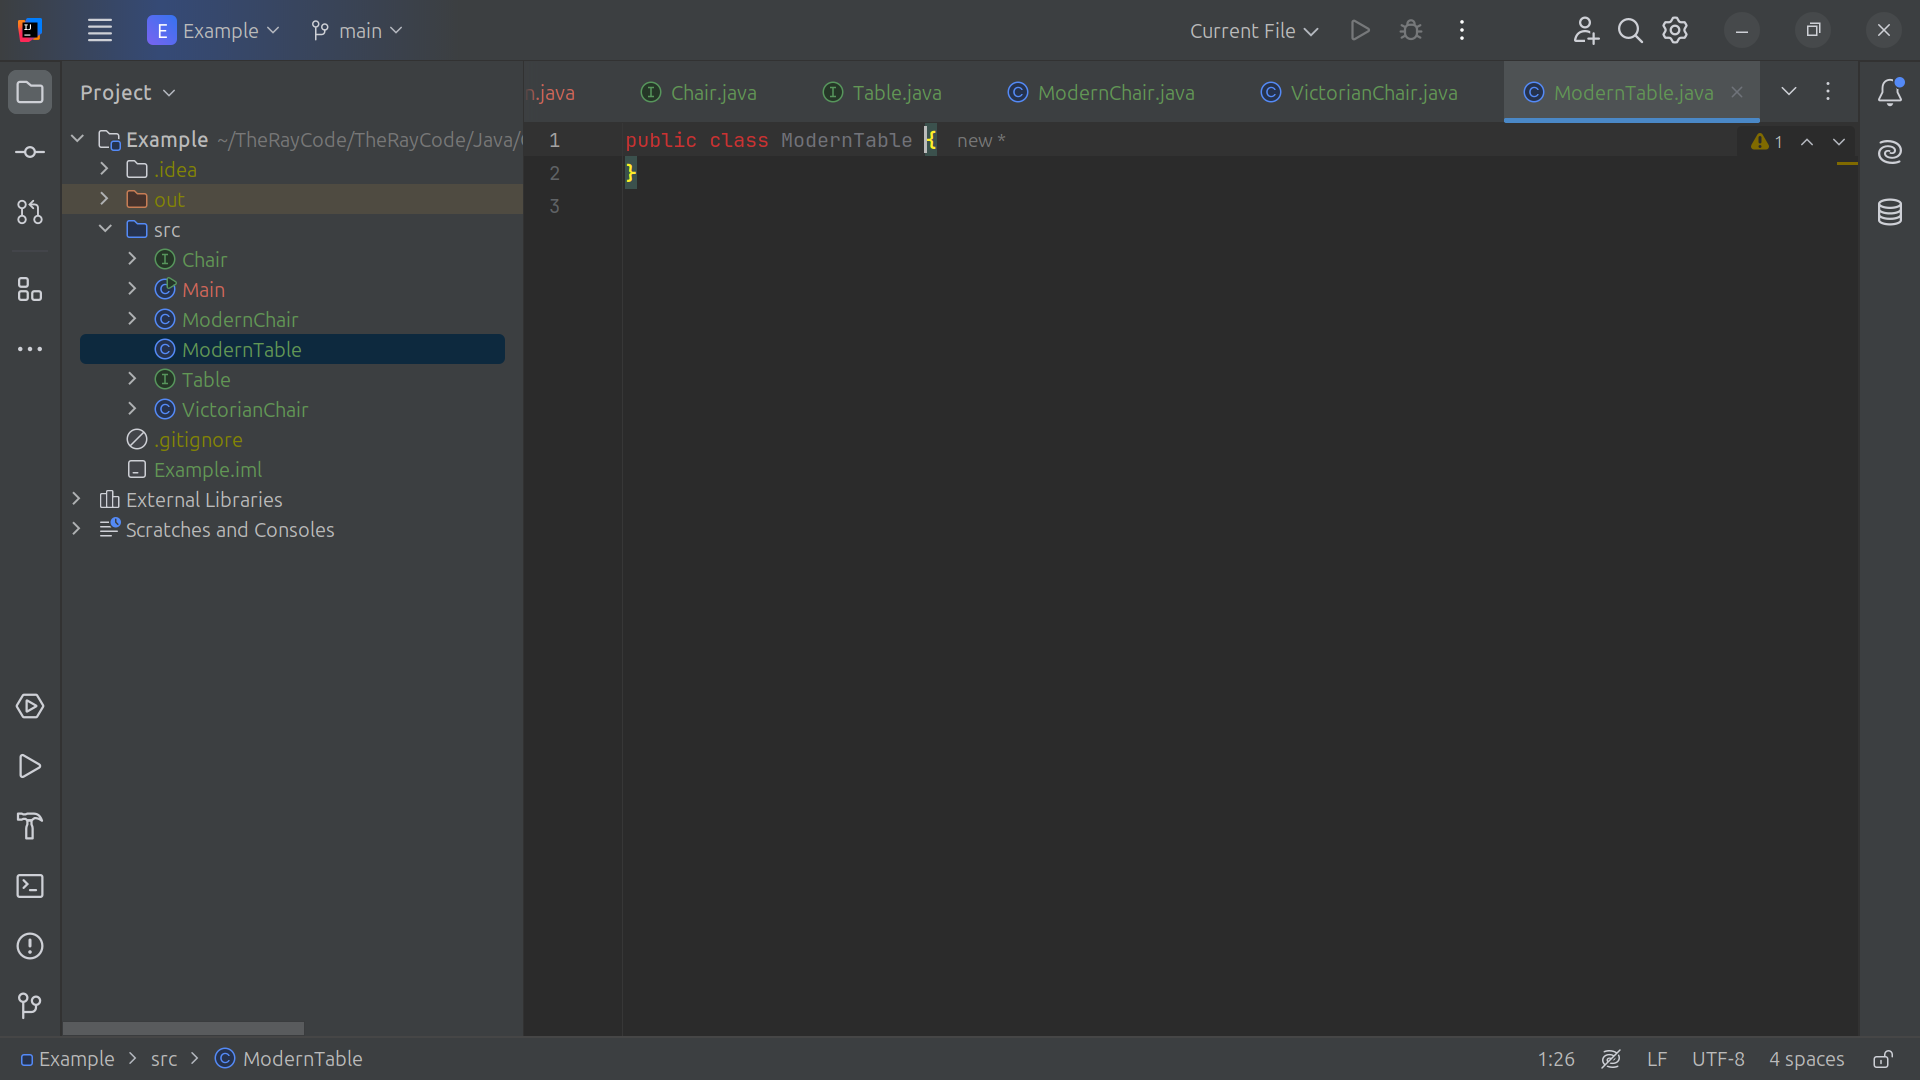 E Example
main
Current File
Project
n.java
Chair.java
Table.java
ModernChair.java
VictorianChair.java
ModernTable.java
Example ~/TheRayCode/TheRayCode/Java/
.idea
out
src
Chair
Main
ModernChair
ModernTable
Table
VictorianChair
.gitignore
Example.iml
External Libraries
Scratches and Consoles
1 public class ModernTable { new *
2 }
3
1
Example > src > ModernTable
1:26
LF
UTF-8
4 spaces